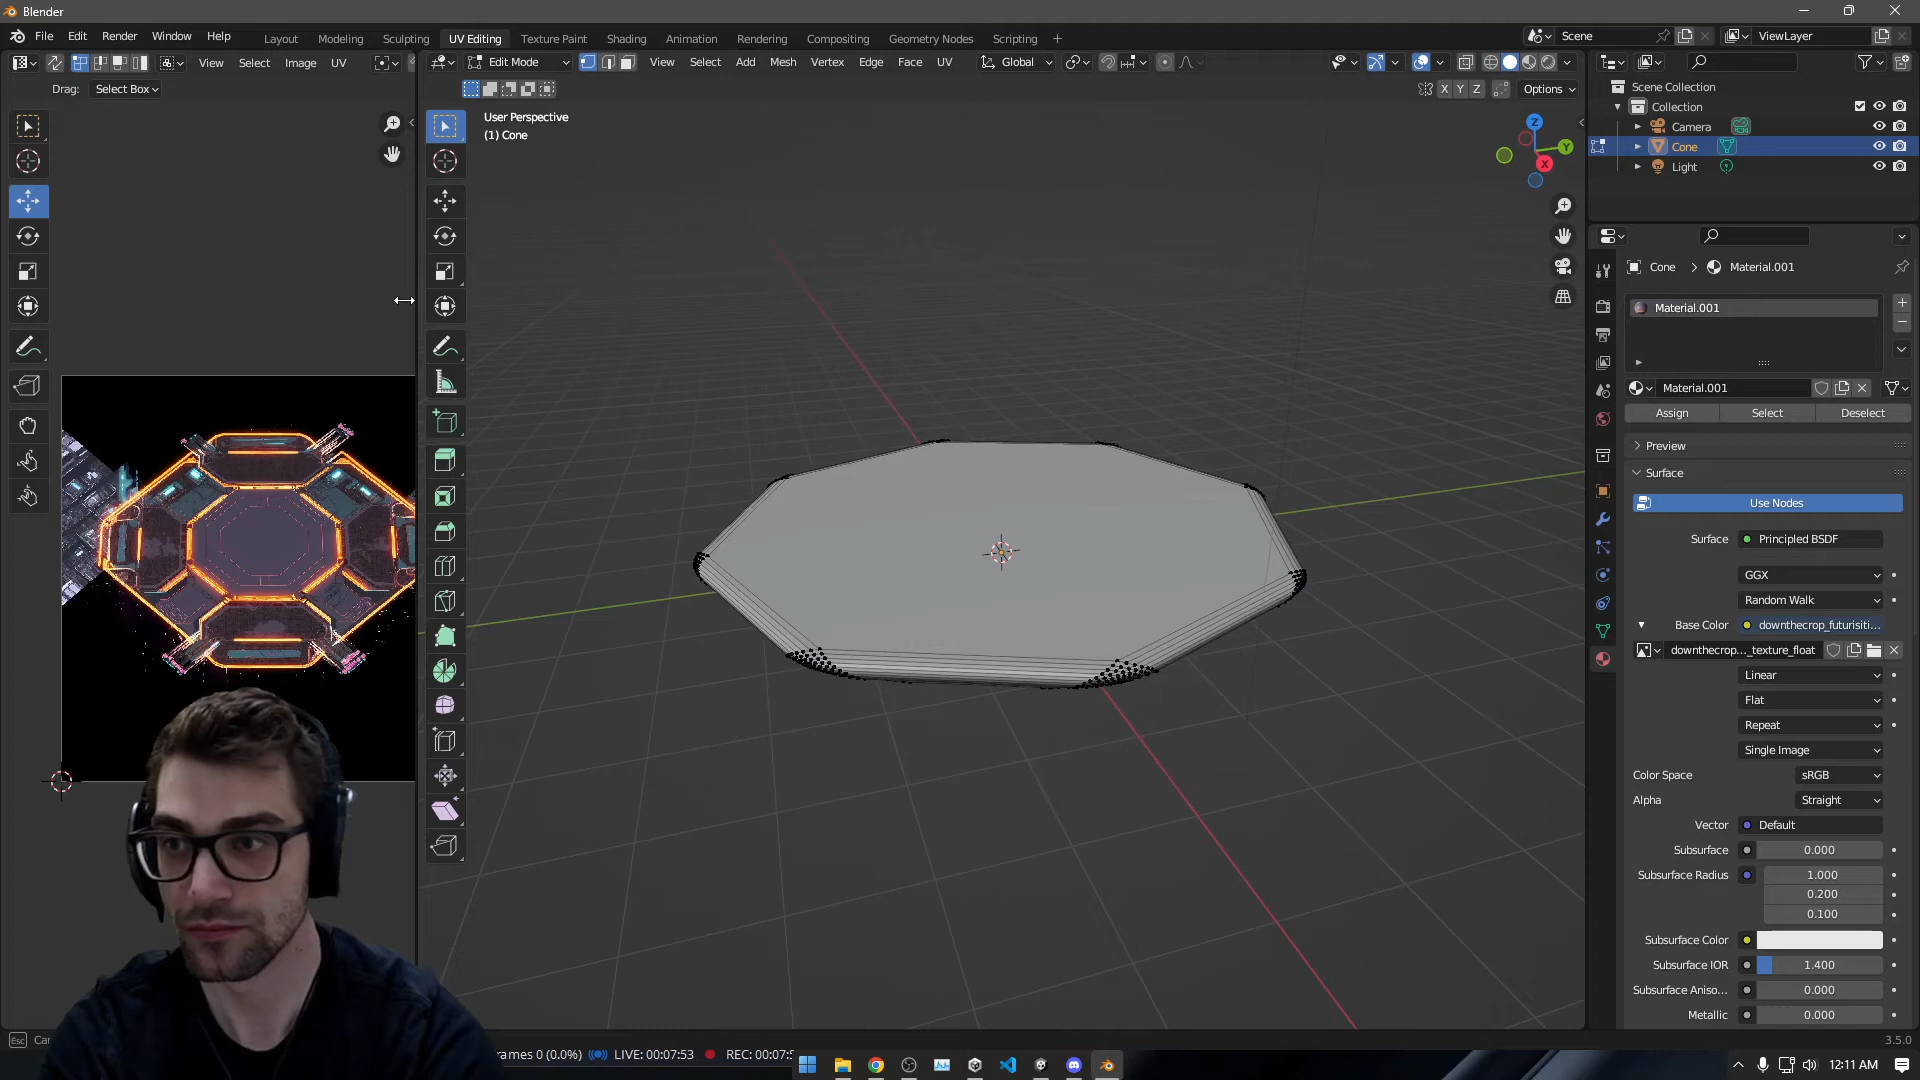 Blender
File Edit Render Window Help Layout Modeling Sculpting UV Editing Texture Paint Shading Animation Rendering Compositing Geometry Nodes Scripting + Scene ViewLayer
View Select Image UV Edit Mode View Select Add Mesh Vertex Edge Face UV Global
Drag: Select Box X Y Z Options
User Perspective
(1) Cone
Z
Y
X
Scene Collection
Collection
Camera
Cone
Light
Cone > Material.001
Material.001
Material.001
Assign Select Deselect
Preview
Surface
Use Nodes
Surface Principled BSDF
GGX
Random Walk
Base Color downthecrop_futurisiti...
downthecrop..._texture_float
Linear
Flat
Repeat
Single Image
Color Space sRGB
Alpha Straight
Vector Default
Subsurface 0.000
Subsurface Radius 1.000
0.200
0.100
Subsurface Color
Subsurface IOR 1.400
Subsurface Aniso... 0.000
Metallic 0.000
Esc 3.5.0
rames 0 (0.0%) LIVE: 00:07:53 REC: 00:07:5
12:11 AM